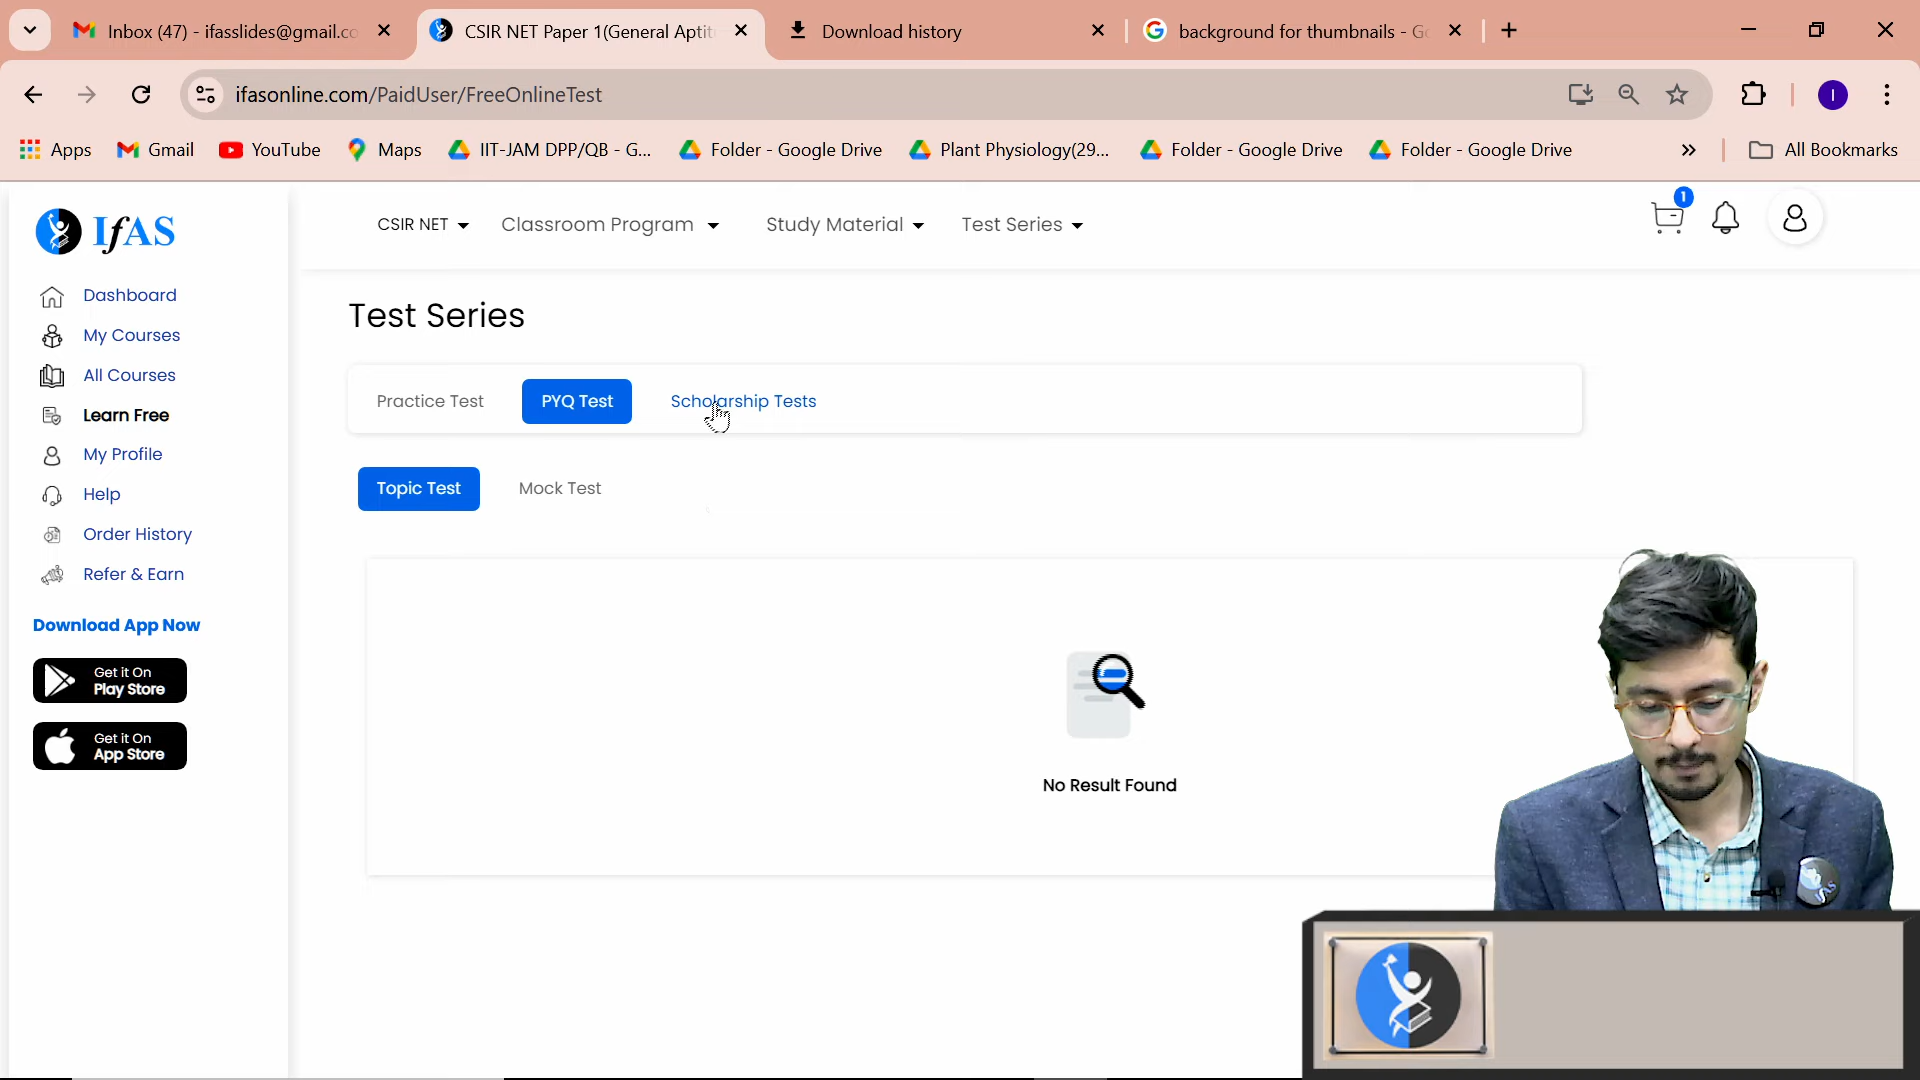 Inbox (47) - ifasslides@gmail.co
CSIR NET Paper 1(General Aptit
Download history
background for thumbnails - Go
ifasonline.com/PaidUser/FreeOnlineTest
I
Apps
Gmail
YouTube
Maps
IIT-JAM DPP/QB - G...
Folder - Google Drive
Plant Physiology(29...
Folder - Google Drive
Folder - Google Drive
All Bookmarks
IfAS
CSIR NET
Classroom Program
Study Material
Test Series
1
Dashboard
My Courses
All Courses
Learn Free
My Profile
Help
Order History
Refer & Earn
Download App Now
Get it On
Play Store
Get it On
App Store
Test Series
Practice Test
PYQ Test
Scholarship Tests
Topic Test
Mock Test
No Result Found
IfAS